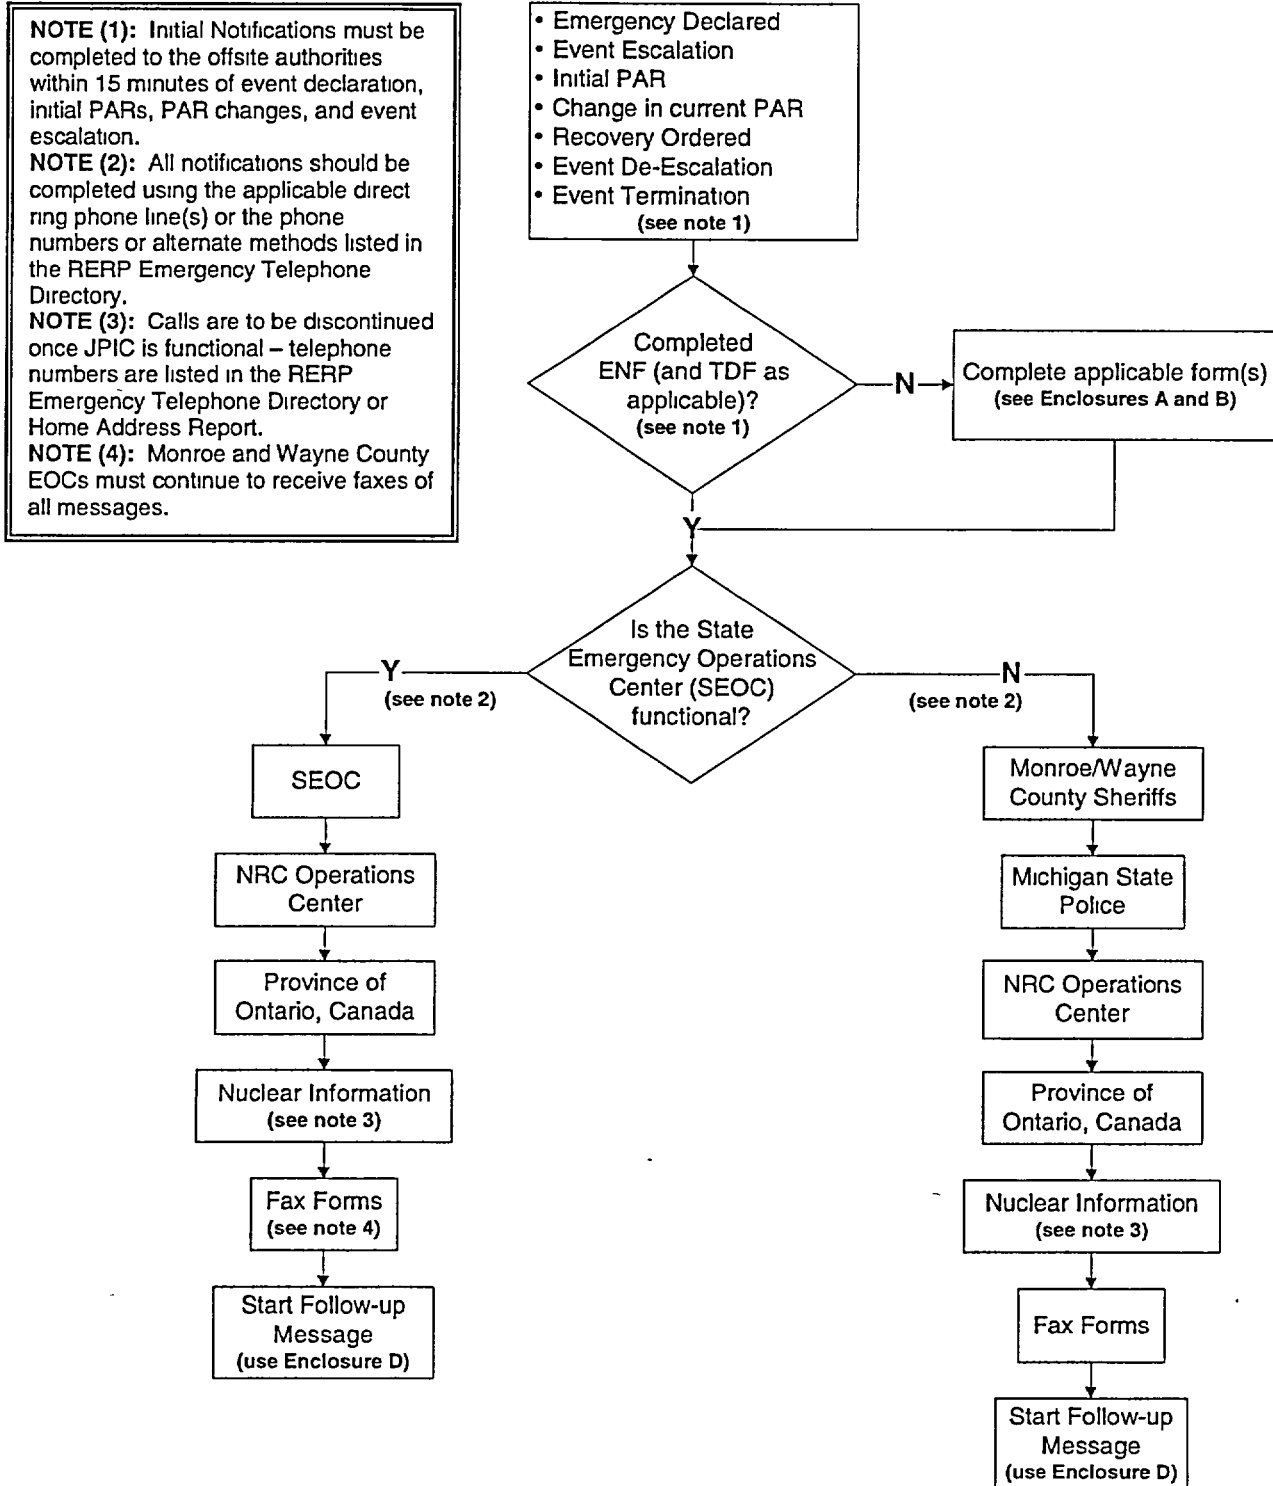 NOTE (1): Initial Notifications must be
completed to the offsite authorities
within 15 minutes of event declaration,
initial PARs, PAR changes, and event
escalation.
NOTE (2): All notifications should be
completed using the applicable direct
ring phone line(s) or the phone
numbers or alternate methods listed in
the RERP Emergency Telephone
Directory.
NOTE (3): Calls are to be discontinued
once JPIC is functional – telephone
numbers are listed in the RERP
Emergency Telephone Directory or
Home Address Report.
NOTE (4): Monroe and Wayne County
EOCs must continue to receive faxes of
all messages.
• Emergency Declared
• Event Escalation
• Initial PAR
• Change in current PAR
• Recovery Ordered
• Event De-Escalation
• Event Termination
(see note 1)
Completed
ENF (and TDF as
applicable)?
(see note 1)
N
Complete applicable form(s)
(see Enclosures A and B)
Y
Is the State
Emergency Operations
Center (SEOC)
functional?
Y
(see note 2)
N
(see note 2)
SEOC
NRC Operations
Center
Province of
Ontario, Canada
Nuclear Information
(see note 3)
Fax Forms
(see note 4)
Start Follow-up
Message
(use Enclosure D)
Monroe/Wayne
County Sheriffs
Michigan State
Police
NRC Operations
Center
Province of
Ontario, Canada
Nuclear Information
(see note 3)
Fax Forms
Start Follow-up
Message
(use Enclosure D)